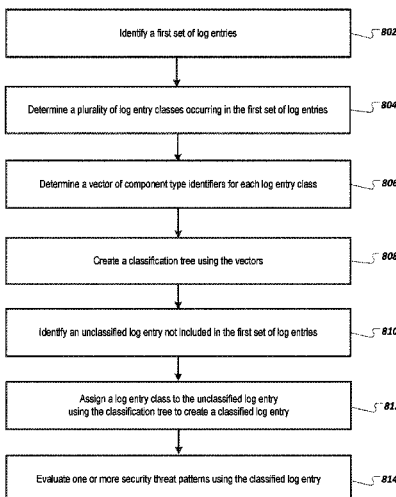 Identify a first set of log entries
802
Determine a plurality of log entry classes occurring in the first set of log entries
804
Determine a vector of component type identifiers for each log entry class
806
Create a classification tree using the vectors
808
Identify an unclassified log entry not included in the first set of log entries
810
Assign a log entry class to the unclassified log entry
using the classification tree to create a classified log entry
Evaluate one or more security threat patterns using the classified log entry
814